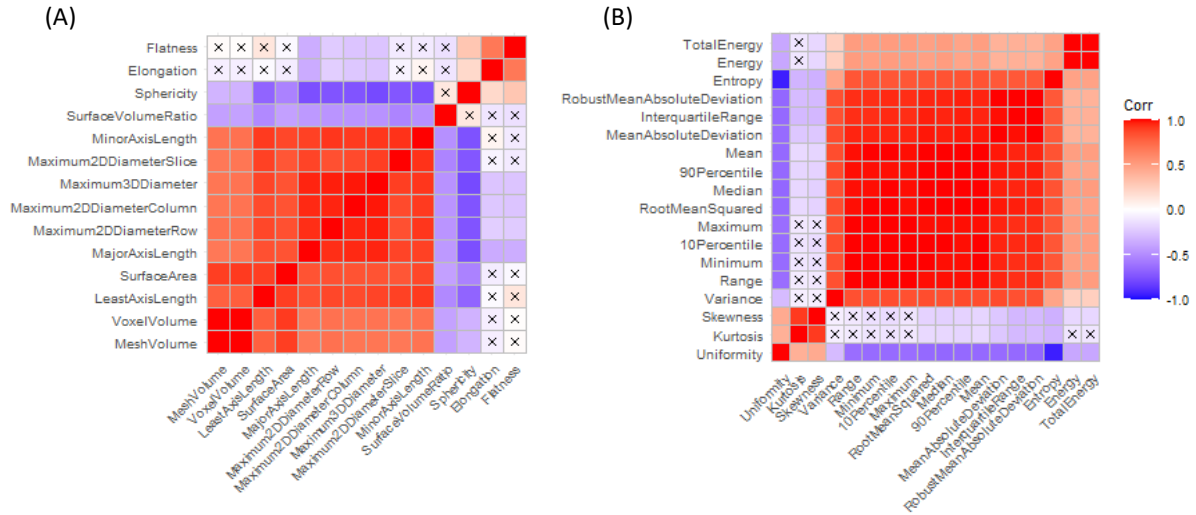 (A)
Flatness
Elongation
Sphericity
SurfaceVolumeRatio
MinorAxisLength
Maximum2DDiameterSlice
Maximum3DDiameter
Maximum2DDiameterColumn
Maximum2DDiameterRow
MajorAxisLength
SurfaceArea
LeastAxisLength
VoxelVolume
MeshVolume
MeshVolume
VoxelVolume
LeastAxisLength
SurfaceArea
MajorAxisLength
Maximum2DDiameterRow
Maximum2DDiameterColumn
Maximum3DDiameter
Maximum2DDiameterSlice
MinorAxisLength
SurfaceVolumeRatio
Sphericity
Elongation
Flatness
(B)
TotalEnergy
Energy
Entropy
RobustMeanAbsoluteDeviation
InterquartileRange
MeanAbsoluteDeviation
Mean
90Percentile
Median
RootMeanSquared
Maximum
10Percentile
Minimum
Range
Variance
Skewness
Kurtosis
Uniformity
Uniformity
Kurtosis
Skewness
Variance
Range
Minimum
10Percentile
Maximum
RootMeanSquared
Median
90Percentile
Mean
MeanAbsoluteDeviation
InterquartileRange
RobustMeanAbsoluteDeviation
Entropy
Energy
TotalEnergy
Corr
1.0
0.5
0.0
-0.5
-1.0